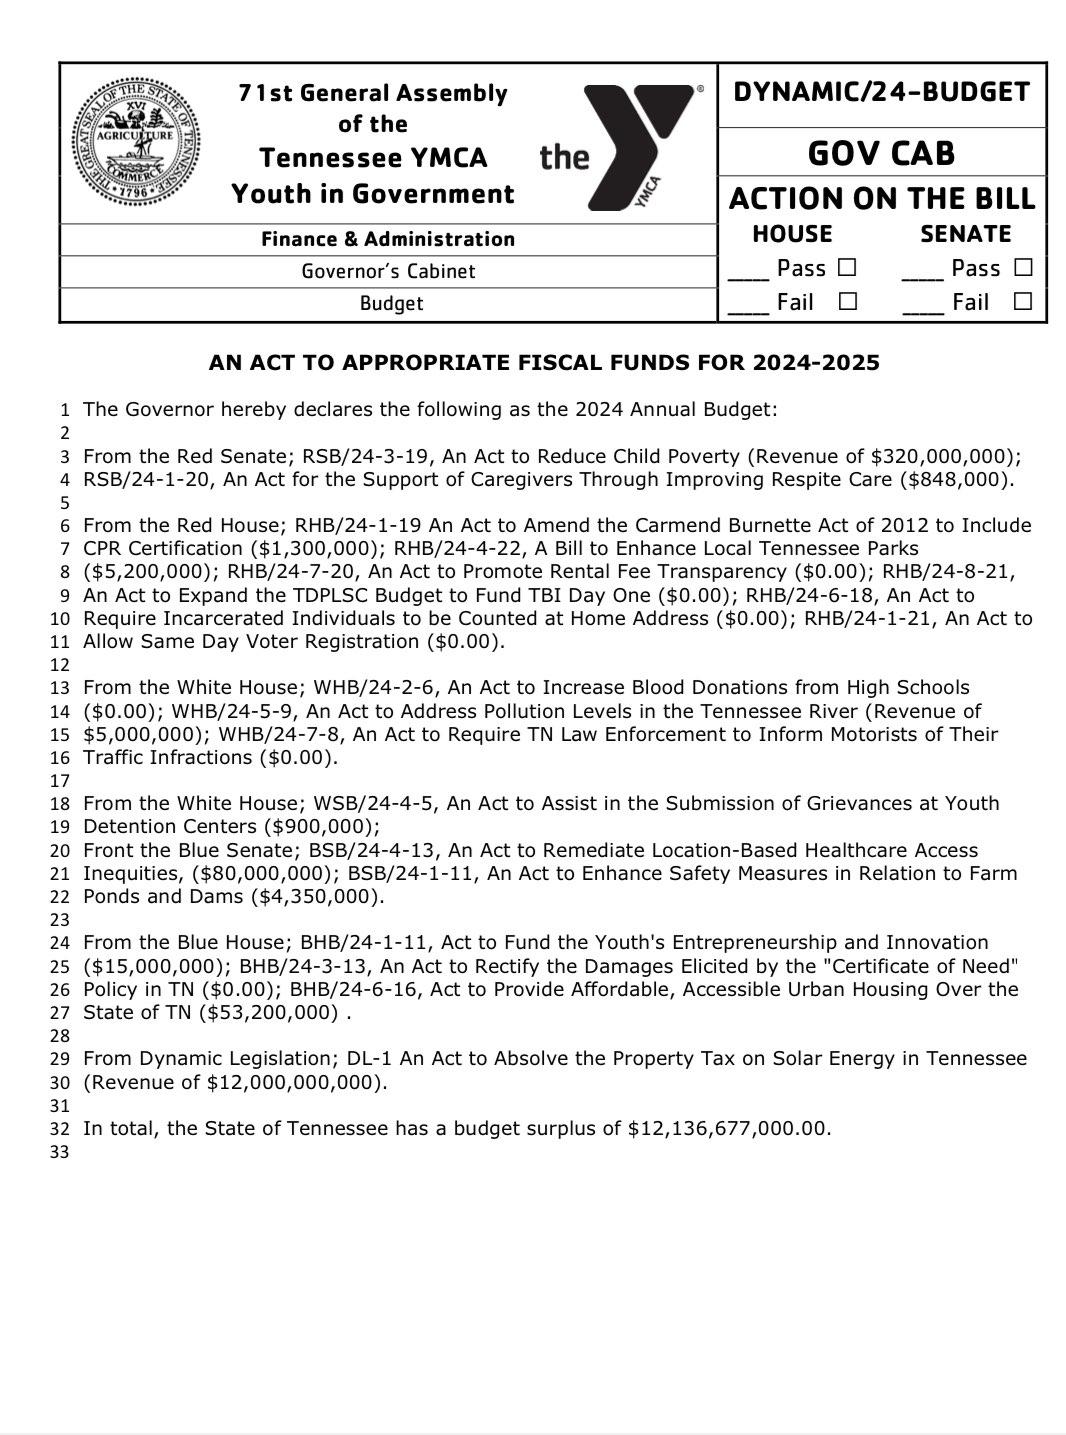 THE GREAT SEAL OF THE STATE OF TENNESSEE
XVI
AGRICULTURE
COMMERCE
1796
71st General Assembly
of the
Tennessee YMCA
Youth in Government
the
YMCA
®
Finance & Administration
Governor's Cabinet
Budget
DYNAMIC/24-BUDGET
GOV CAB
ACTION ON THE BILL
HOUSE SENATE
____ Pass ☐ ____ Pass ☐
____ Fail ☐ ____ Fail ☐
AN ACT TO APPROPRIATE FISCAL FUNDS FOR 2024-2025
1 The Governor hereby declares the following as the 2024 Annual Budget:
2
3 From the Red Senate; RSB/24-3-19, An Act to Reduce Child Poverty (Revenue of $320,000,000);
4 RSB/24-1-20, An Act for the Support of Caregivers Through Improving Respite Care ($848,000).
5
6 From the Red House; RHB/24-1-19 An Act to Amend the Carmend Burnette Act of 2012 to Include
7 CPR Certification ($1,300,000); RHB/24-4-22, A Bill to Enhance Local Tennessee Parks
8 ($5,200,000); RHB/24-7-20, An Act to Promote Rental Fee Transparency ($0.00); RHB/24-8-21,
9 An Act to Expand the TDPLSC Budget to Fund TBI Day One ($0.00); RHB/24-6-18, An Act to
10 Require Incarcerated Individuals to be Counted at Home Address ($0.00); RHB/24-1-21, An Act to
11 Allow Same Day Voter Registration ($0.00).
12
13 From the White House; WHB/24-2-6, An Act to Increase Blood Donations from High Schools
14 ($0.00); WHB/24-5-9, An Act to Address Pollution Levels in the Tennessee River (Revenue of
15 $5,000,000); WHB/24-7-8, An Act to Require TN Law Enforcement to Inform Motorists of Their
16 Traffic Infractions ($0.00).
17
18 From the White House; WSB/24-4-5, An Act to Assist in the Submission of Grievances at Youth
19 Detention Centers ($900,000);
20 Front the Blue Senate; BSB/24-4-13, An Act to Remediate Location-Based Healthcare Access
21 Inequities, ($80,000,000); BSB/24-1-11, An Act to Enhance Safety Measures in Relation to Farm
22 Ponds and Dams ($4,350,000).
23
24 From the Blue House; BHB/24-1-11, Act to Fund the Youth's Entrepreneurship and Innovation
25 ($15,000,000); BHB/24-3-13, An Act to Rectify the Damages Elicited by the "Certificate of Need"
26 Policy in TN ($0.00); BHB/24-6-16, Act to Provide Affordable, Accessible Urban Housing Over the
27 State of TN ($53,200,000) .
28
29 From Dynamic Legislation; DL-1 An Act to Absolve the Property Tax on Solar Energy in Tennessee
30 (Revenue of $12,000,000,000).
31
32 In total, the State of Tennessee has a budget surplus of $12,136,677,000.00.
33